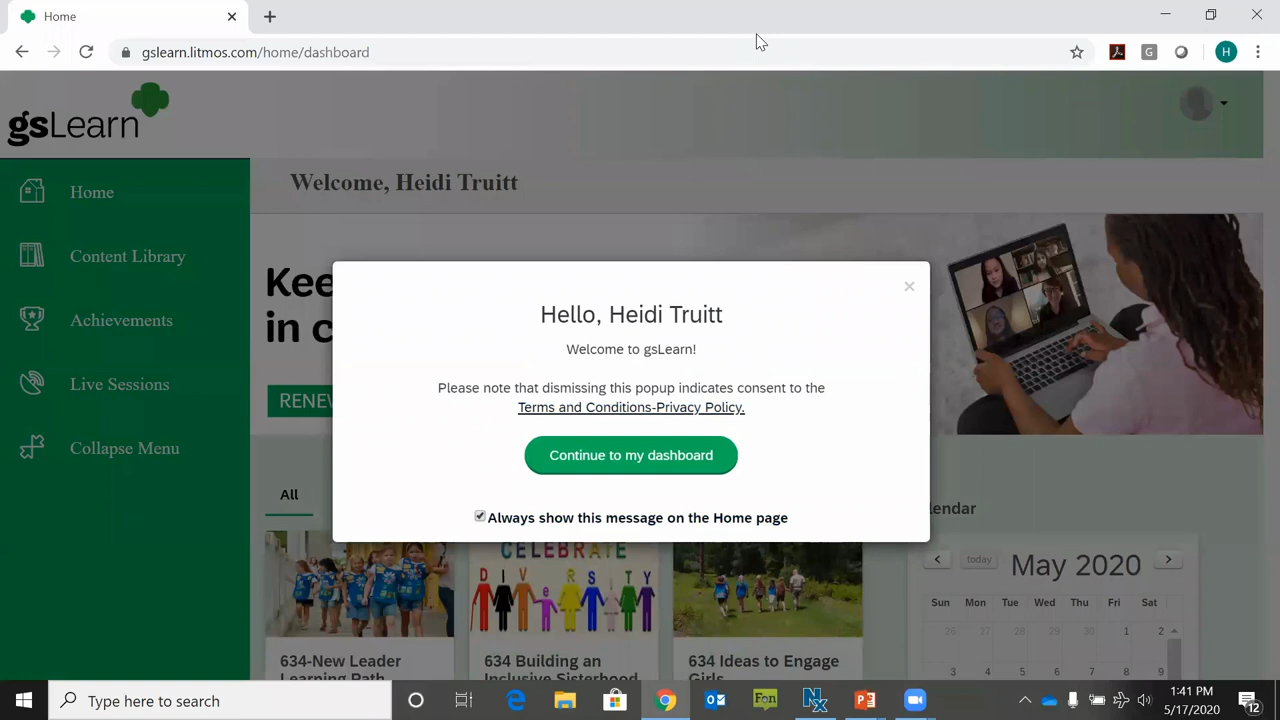 Home
gslearn.litmos.com/home/dashboard
G
H
gsLearn
Welcome, Heidi Truitt
Home
Content Library
Achievements
Live Sessions
Collapse Menu
in c
RENEW
Hello, Heidi Truitt
Welcome to gsLearn!
Please note that dismissing this popup indicates consent to the
Terms and Conditions-Privacy Policy.
Continue to my dashboard
Always show this message on the Home page
All
endar
CELEBRATE
DIVERSITY
634-New Leader
Learning Path
634 Building an
Inclusive Sisterhood
634 Ideas to Engage
Girls
today
May 2020
Sun Mon Tue Wed Thu Fri Sat
26 27 28 29 30 1 2
3 4 5 6 7 8 9
Type here to search
Fon
1:41 PM
5/17/2020
12